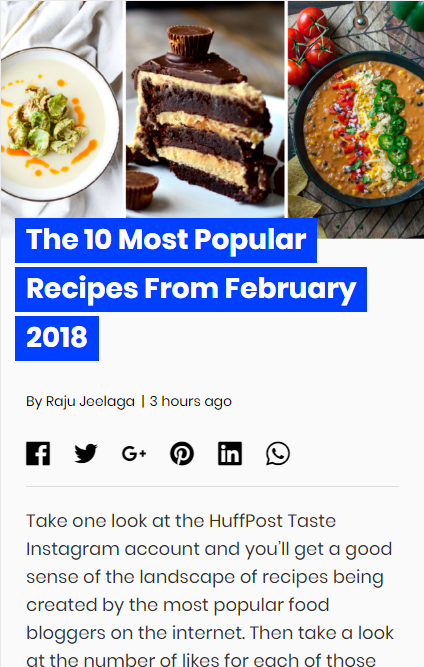 The 10 Most Popular
Recipes From February
2018
By Raju Jeelaga | 3 hours ago
Take one look at the HuffPost Taste
Instagram account and you'll get a good
sense of the landscape of recipes being
created by the most popular food
bloggers on the internet. Then take a look
at the number of likes for each of those